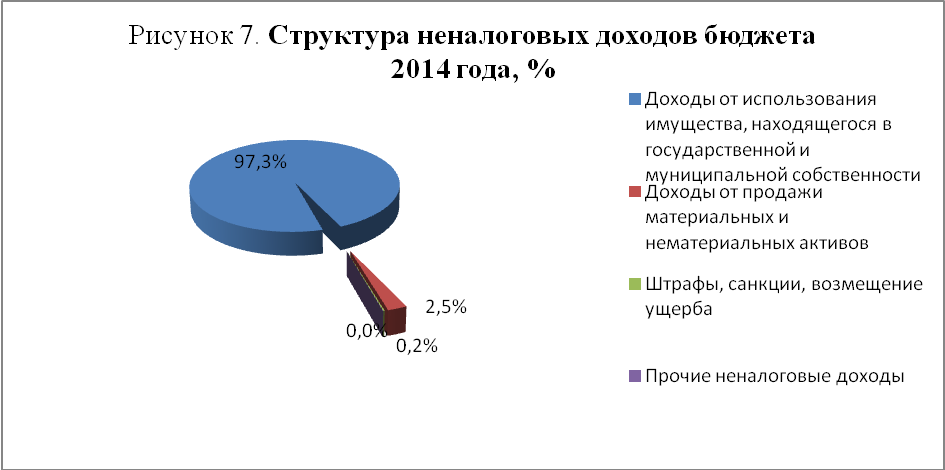 Рисунок 7. Структура неналоговых доходов бюджета
2014 года, %
97,3%
2,5%
0,0%
0,2%
Доходы от использования
имущества, находящегося в
государственной и
муниципальной собственности
Доходы от продажи
материальных и
нематериальных активов
Штрафы, санкции, возмещение
ущерба
Прочие неналоговые доходы